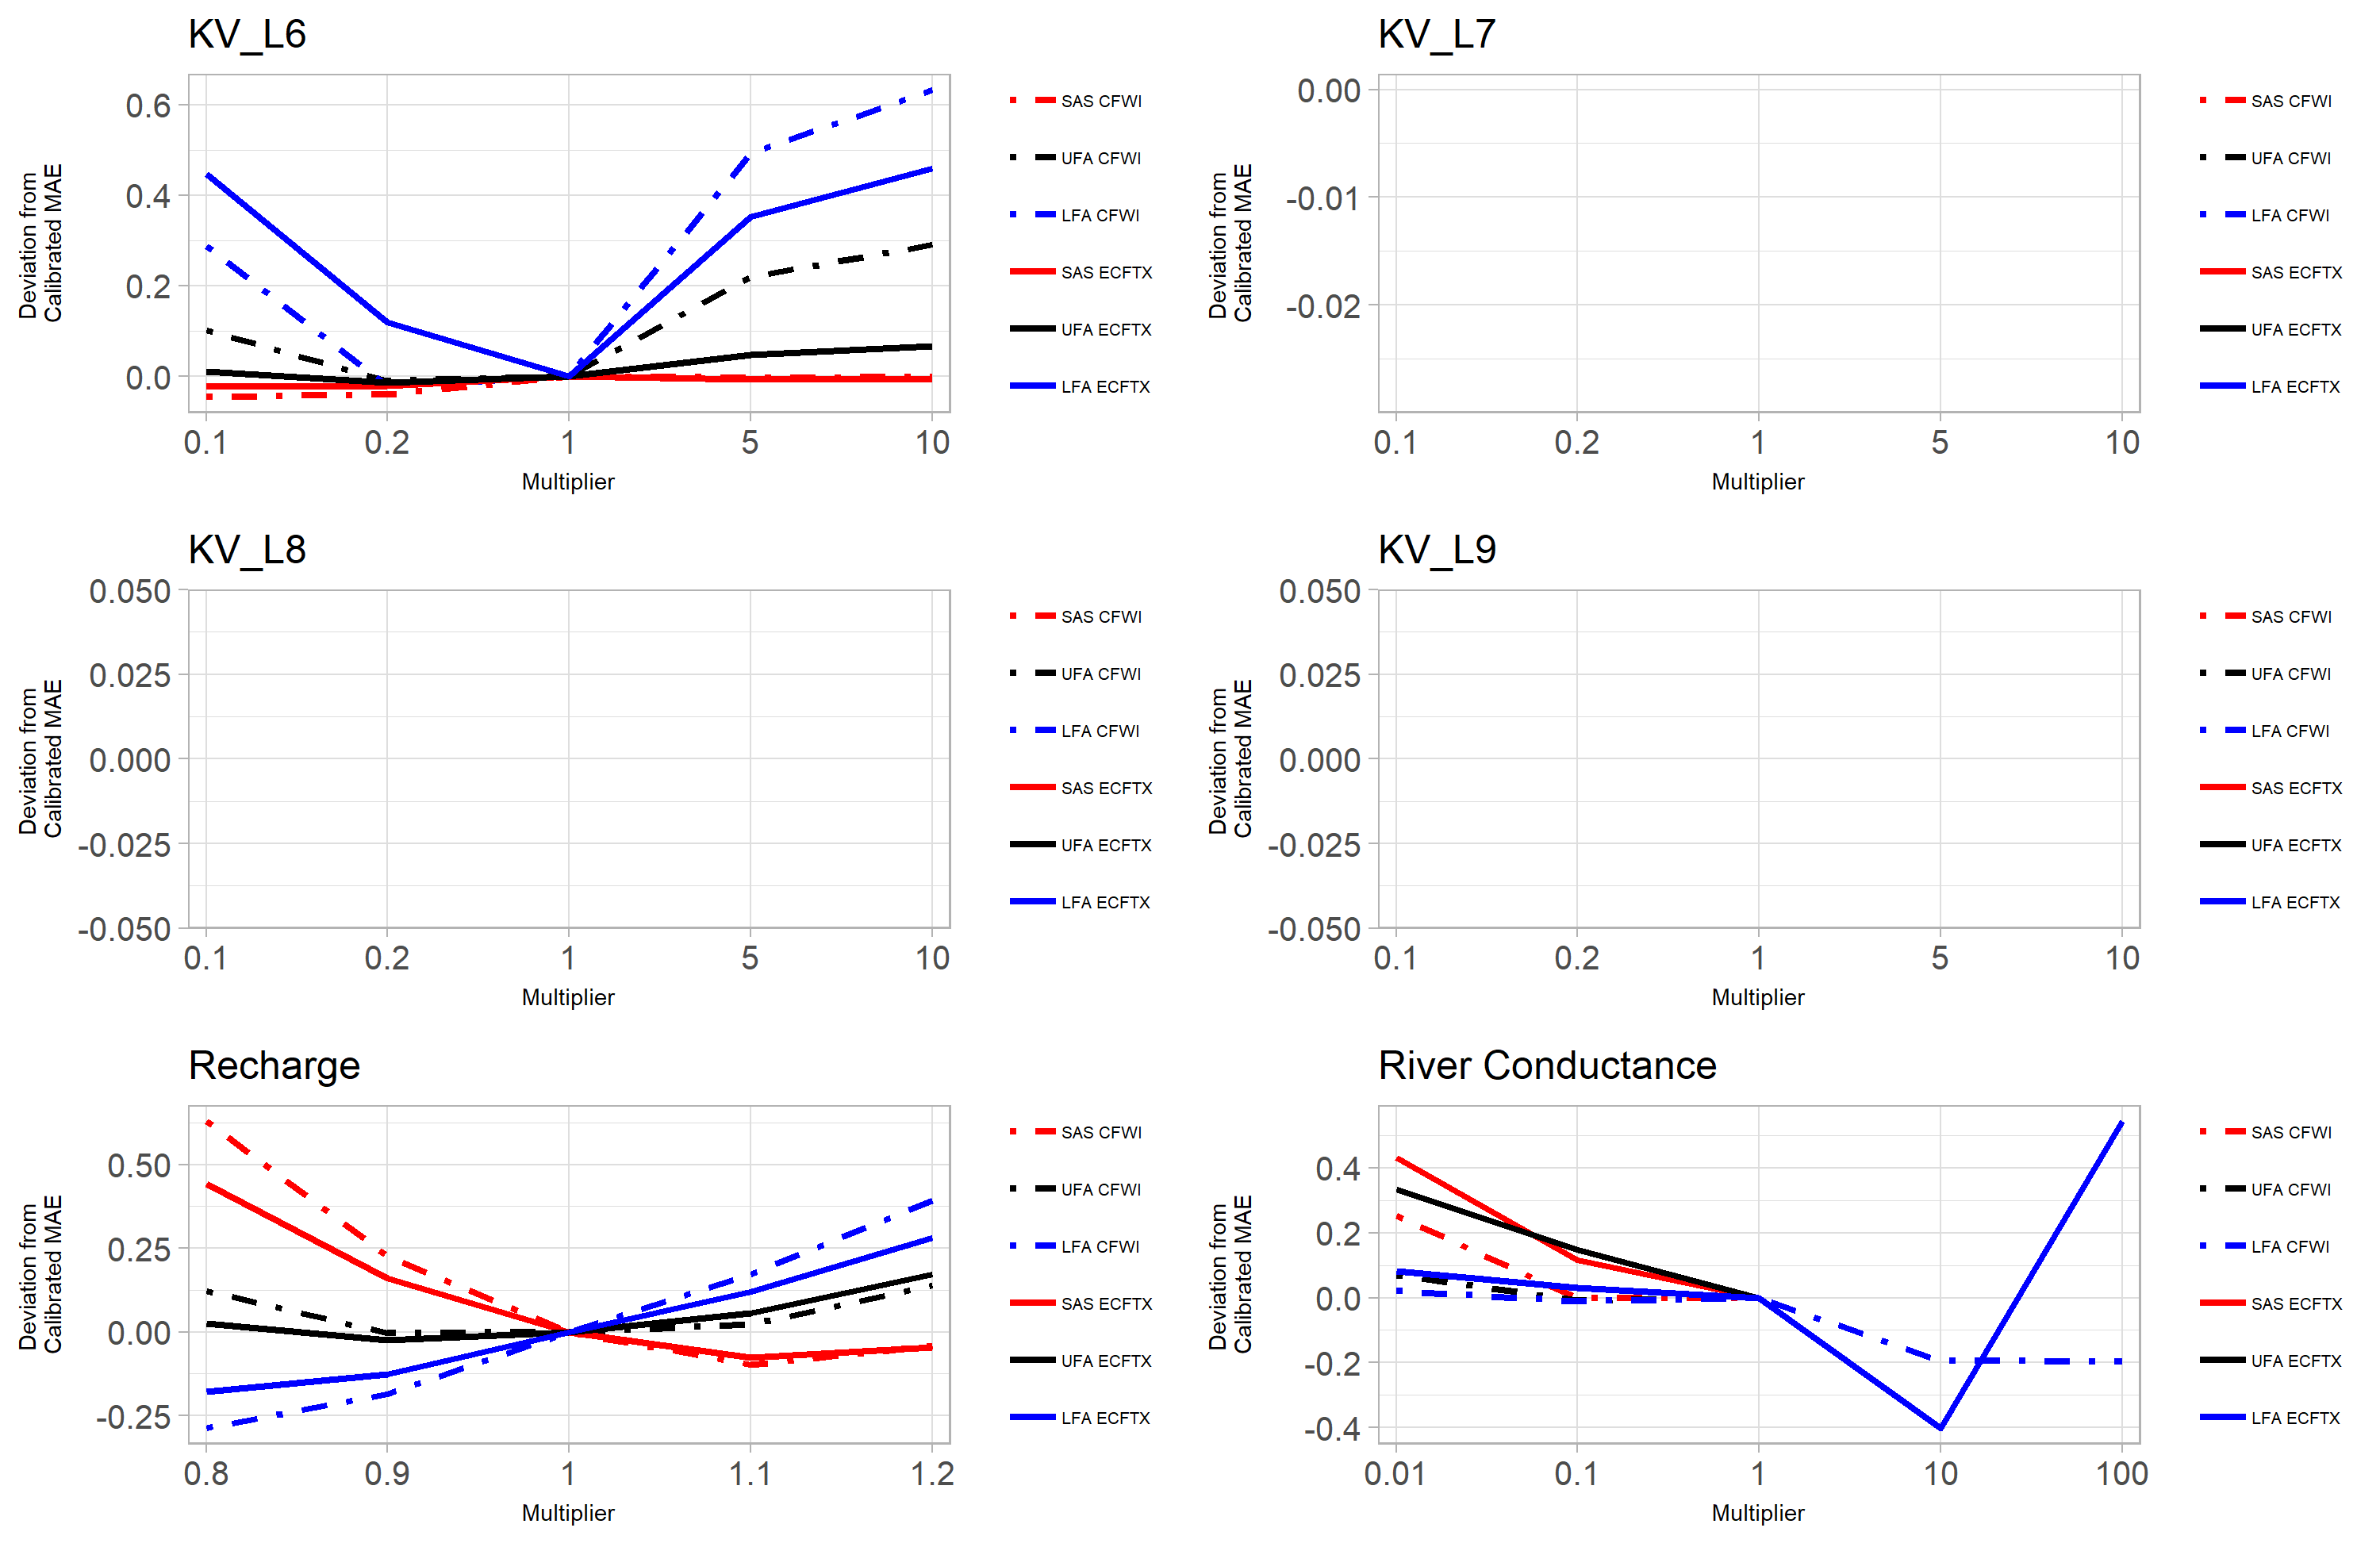 KV_L6
0.6
0.4
0.2
0.0
Deviation from
Calibrated MAE
0.1 0.2 1 5 10
Multiplier
SAS CFWI
UFA CFWI
LFA CFWI
SAS ECFTX
UFA ECFTX
LFA ECFTX
KV_L7
0.00
-0.01
-0.02
Deviation from
Calibrated MAE
0.1 0.2 1 5 10
Multiplier
SAS CFWI
UFA CFWI
LFA CFWI
SAS ECFTX
UFA ECFTX
LFA ECFTX
KV_L8
0.050
0.025
0.000
-0.025
-0.050
Deviation from
Calibrated MAE
0.1 0.2 1 5 10
Multiplier
SAS CFWI
UFA CFWI
LFA CFWI
SAS ECFTX
UFA ECFTX
LFA ECFTX
KV_L9
0.050
0.025
0.000
-0.025
-0.050
Deviation from
Calibrated MAE
0.1 0.2 1 5 10
Multiplier
SAS CFWI
UFA CFWI
LFA CFWI
SAS ECFTX
UFA ECFTX
LFA ECFTX
Recharge
0.50
0.25
0.00
-0.25
Deviation from
Calibrated MAE
0.8 0.9 1 1.1 1.2
Multiplier
SAS CFWI
UFA CFWI
LFA CFWI
SAS ECFTX
UFA ECFTX
LFA ECFTX
River Conductance
0.4
0.2
0.0
-0.2
-0.4
Deviation from
Calibrated MAE
0.01 0.1 1 10 100
Multiplier
SAS CFWI
UFA CFWI
LFA CFWI
SAS ECFTX
UFA ECFTX
LFA ECFTX